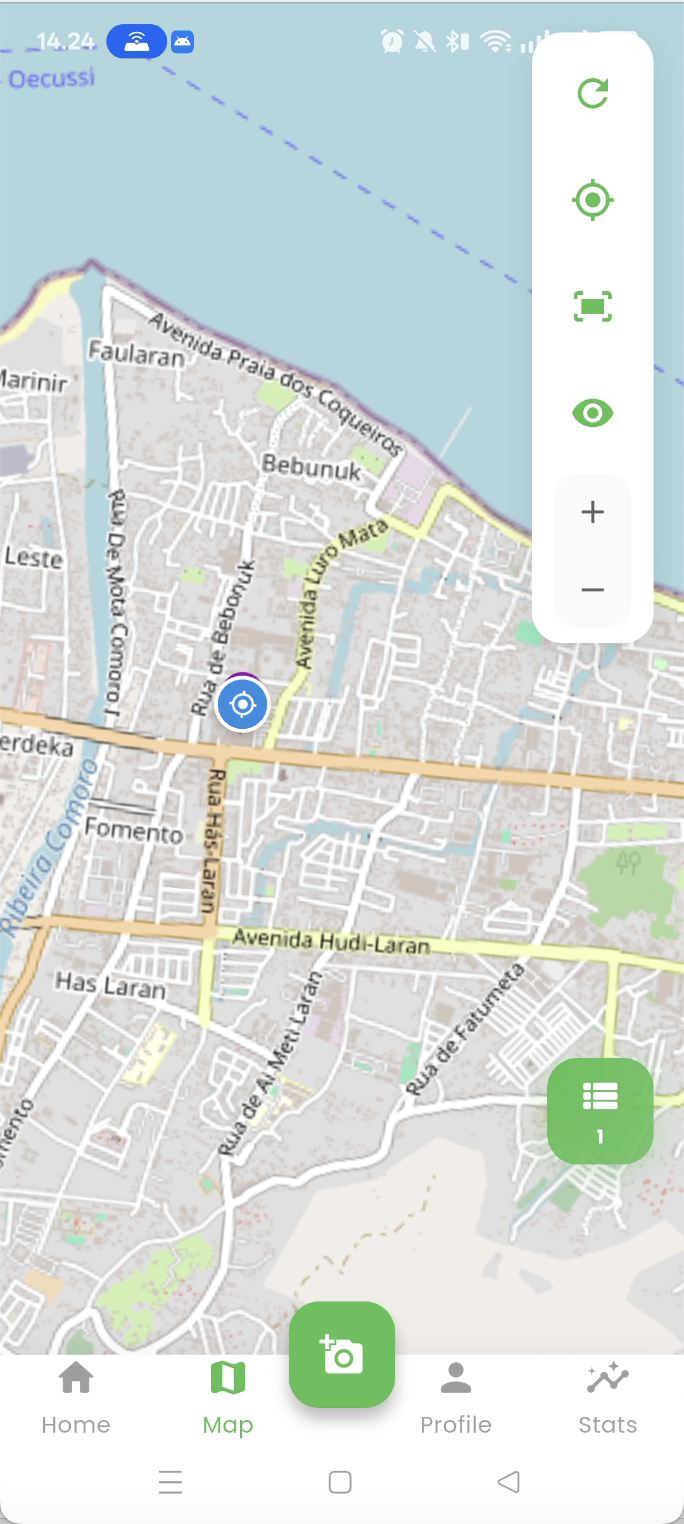 14.24
Oecussi
Avenida Praia dos Coqueiros
Faularan
Marinir
Bebunuk
Rua De Mota Comoro I
Leste
Avenida Luro Mata
Rua de Bebonuk
erdeka
Rua Has-Laran
Fomento
Ribeira Comoro
49
Avenida Hudi-Laran
Has Laran
Rua de Fatumeta
Rua de Ai Meti Laran
mento
1
Home
Map
Profile
Stats